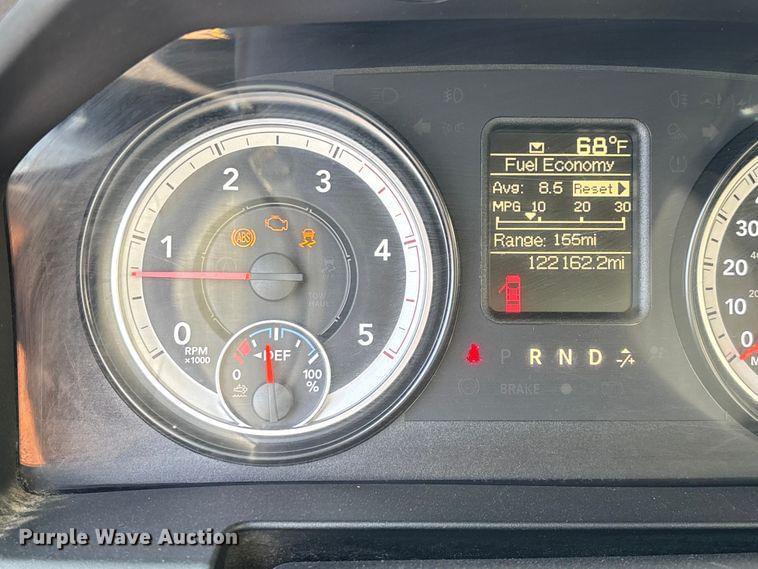 68°F
Fuel Economy
Avg: 8.5 Reset
MPG 10 20 30
Range: 155mi
122162.2mi
0 1 2 3 4 5
RPM
x1000
ABS
TOW
HAUL
DEF
0 100
%
P R N D
BRAKE
30
20
10
0
Purple Wave Auction